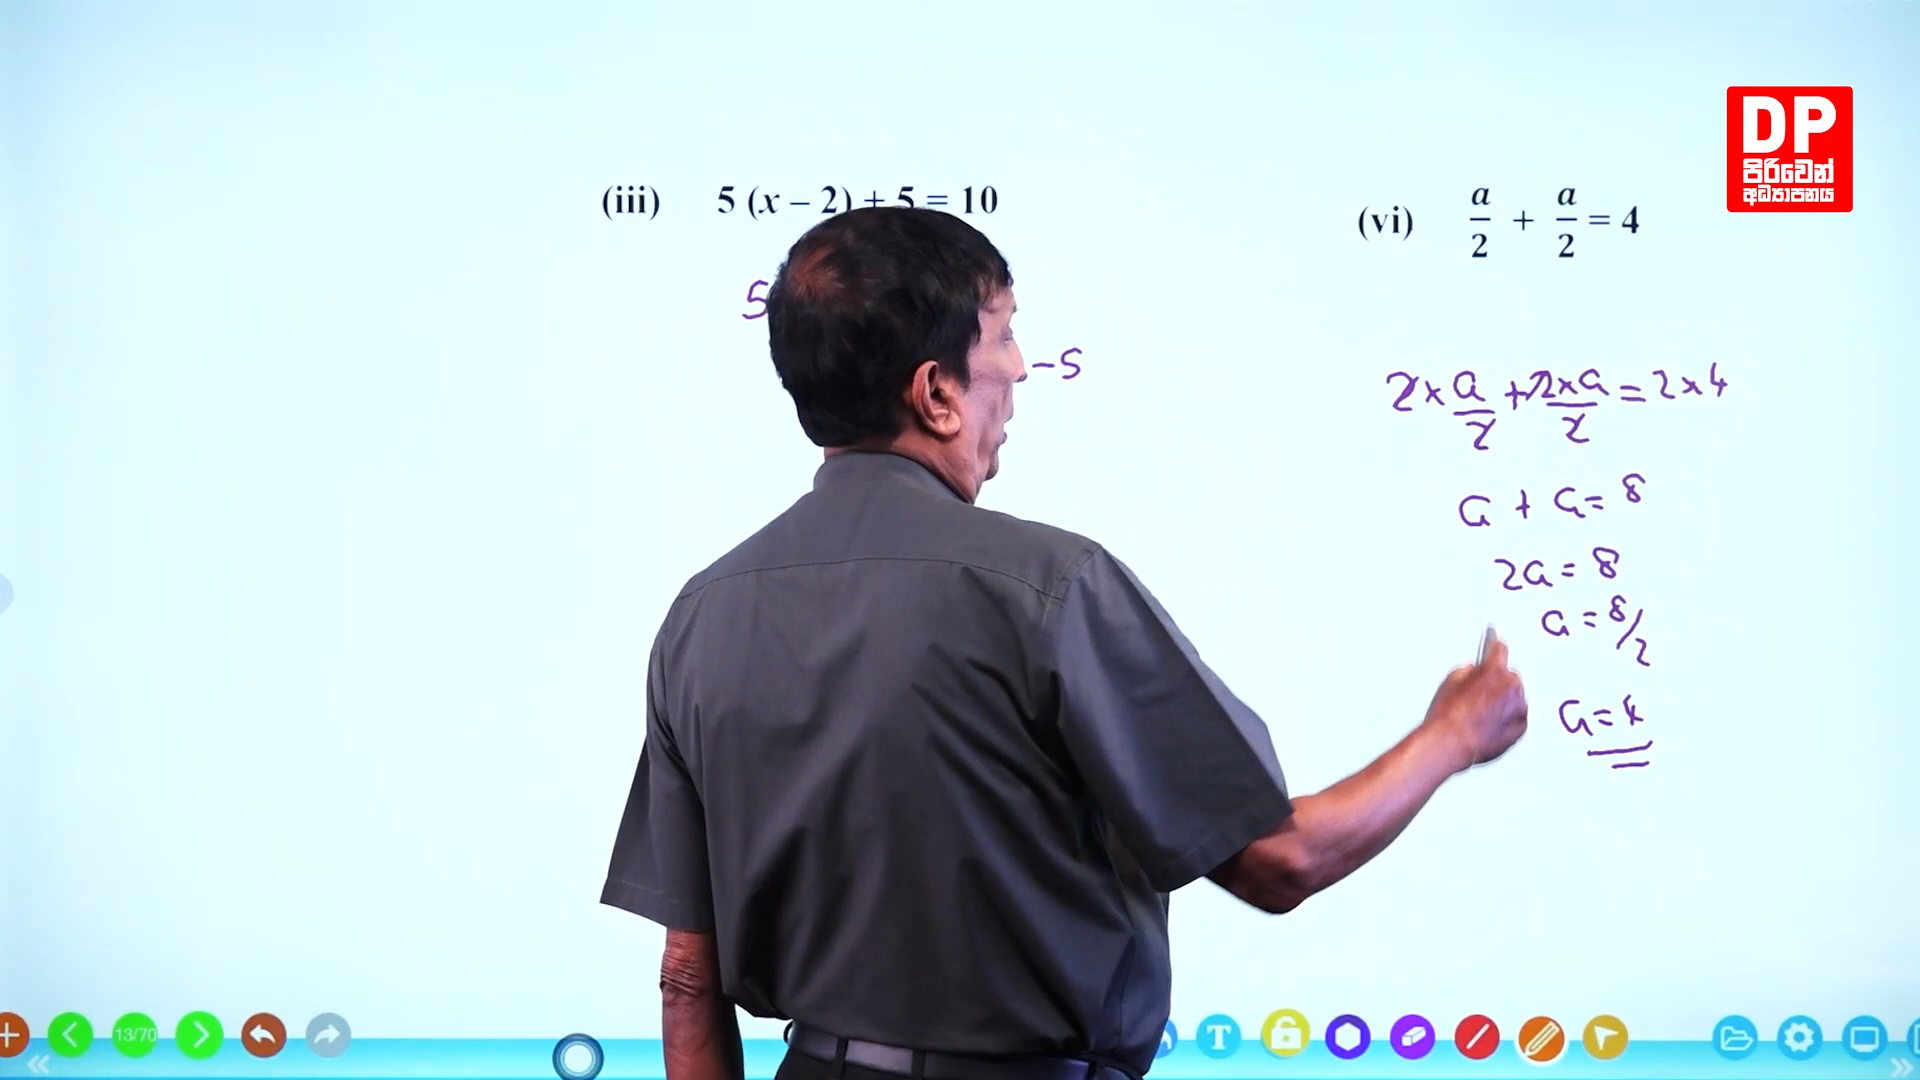 DP
පිරිවෙන්
අධ්‍යාපනය
(iii) 5 (x – 2) + 5 = 10
5
-5
(vi) a/2 + a/2 = 4
2 × a/2 + 2 × a/2 = 2 × 4
a + a = 8
2a = 8
a = 8/2
a = 4
13/70
T